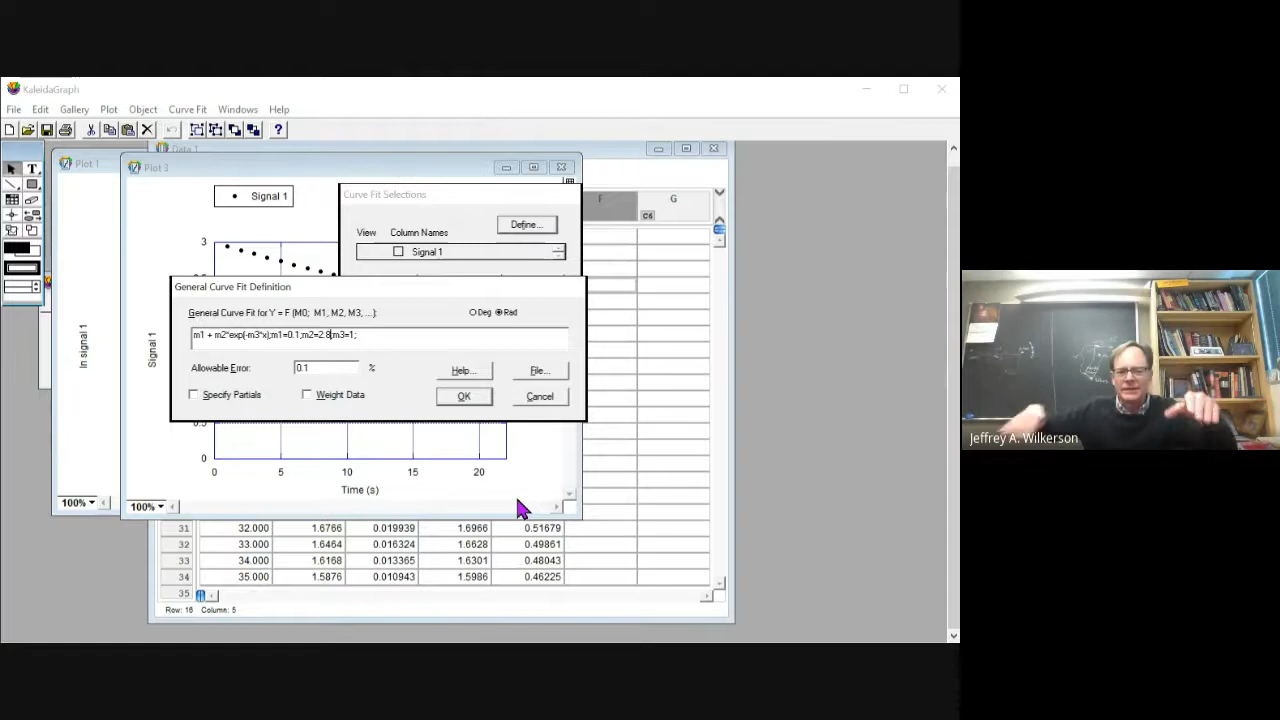 KaleidaGraph
File Edit Gallery Plot Object Curve Fit Windows Help
Data 1
Plot 1
Plot 3
Signal 1
Curve Fit Selections
F G
C6
Define...
View Column Names
Signal 1
3
General Curve Fit Definition
General Curve Fit for Y = F (M0; M1, M2, M3, ...):
Deg Rad
m1 + m2*exp(-m3*x);m1=0.1;m2=2.8;m3=1;
Allowable Error: 0.1 %
Help... File...
Specify Partials Weight Data OK Cancel
In signal 1
Signal 1
0.5
0
0 5 10 15 20
Time (s)
100%
100%
31 32.000 1.6766 0.019939 1.6966 0.51679
32 33.000 1.6464 0.016324 1.6628 0.49861
33 34.000 1.6168 0.013365 1.6301 0.48043
34 35.000 1.5876 0.010943 1.5986 0.46225
35
Row: 16 Column: 5
Jeffrey A. Wilkerson